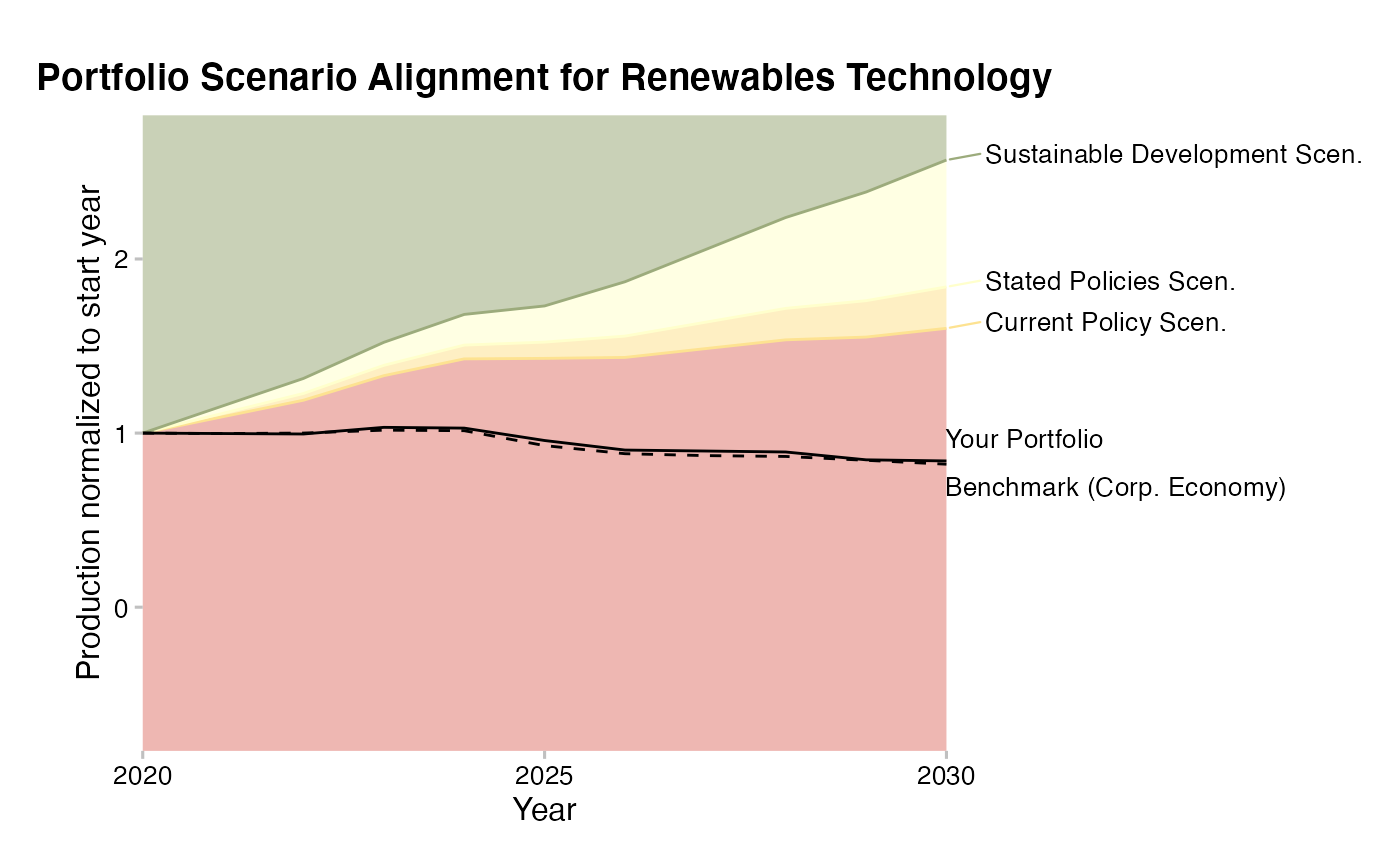 Portfolio Scenario Alignment for Renewables Technology
Production normalized to start year
2
1
0
Sustainable Development Scen.
Stated Policies Scen.
Current Policy Scen.
Your Portfolio
Benchmark (Corp. Economy)
2020
2025
2030
Year